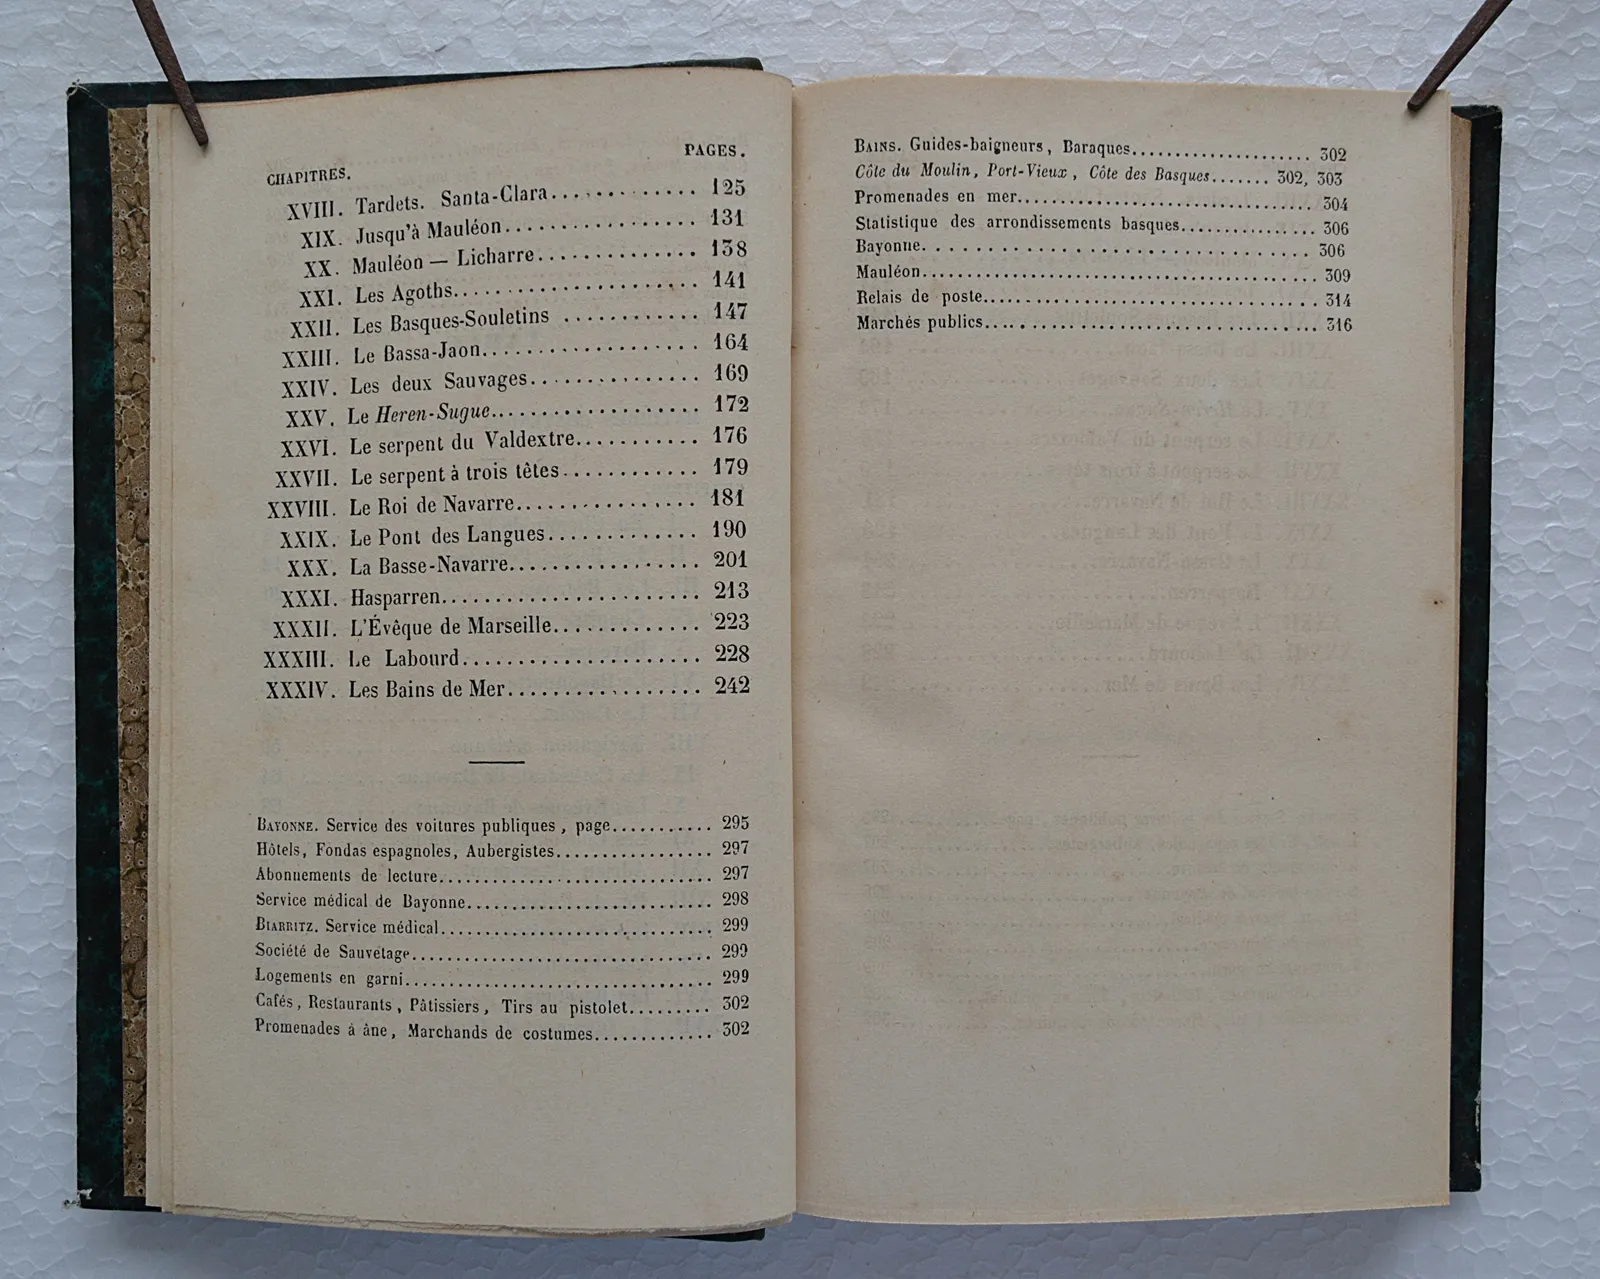 PAGES.
CHAPITRES.
XVIII. Tardets. Santa-Clara................ 125
XIX. Jusqu'à Mauléon.................. 131
XX. Mauléon — Licharre.............. 138
XXI. Les Agoths...................... 141
XXII. Les Basques-Souletins ............ 147
XXIII. Le Bassa-Jaon.................... 164
XXIV. Les deux Sauvages................ 169
XXV. Le Heren-Sugue................... 172
XXVI. Le serpent du Valdextre........... 176
XXVII. Le serpent à trois têtes............ 179
XXVIII. Le Roi de Navarre................ 181
XXIX. Le Pont des Langues............. 190
XXX. La Basse-Navarre................. 201
XXXI. Hasparren....................... 213
XXXII. L'Évêque de Marseille............. 223
XXXIII. Le Labourd...................... 228
XXXIV. Les Bains de Mer................. 242
BAYONNE. Service des voitures publiques, page........... 295
Hôtels, Fondas espagnoles, Aubergistes................. 297
Abonnements de lecture............................... 297
Service médical de Bayonne............................ 298
BIARRITZ. Service médical............................... 299
Société de Sauvetage................................. 299
Logements en garni................................... 299
Cafés, Restaurants, Pâtissiers, Tirs au pistolet......... 302
Promenades à âne, Marchands de costumes............. 302
BAINS. Guides-baigneurs, Baraques...................... 302
Côte du Moulin, Port-Vieux, Côte des Basques....... 302, 303
Promenades en mer.................................... 304
Statistique des arrondissements basques................ 306
Bayonne. ............................ 306
Mauléon............................................. 309
Relais de poste...................................... 314
Marchés publics...................................... 316